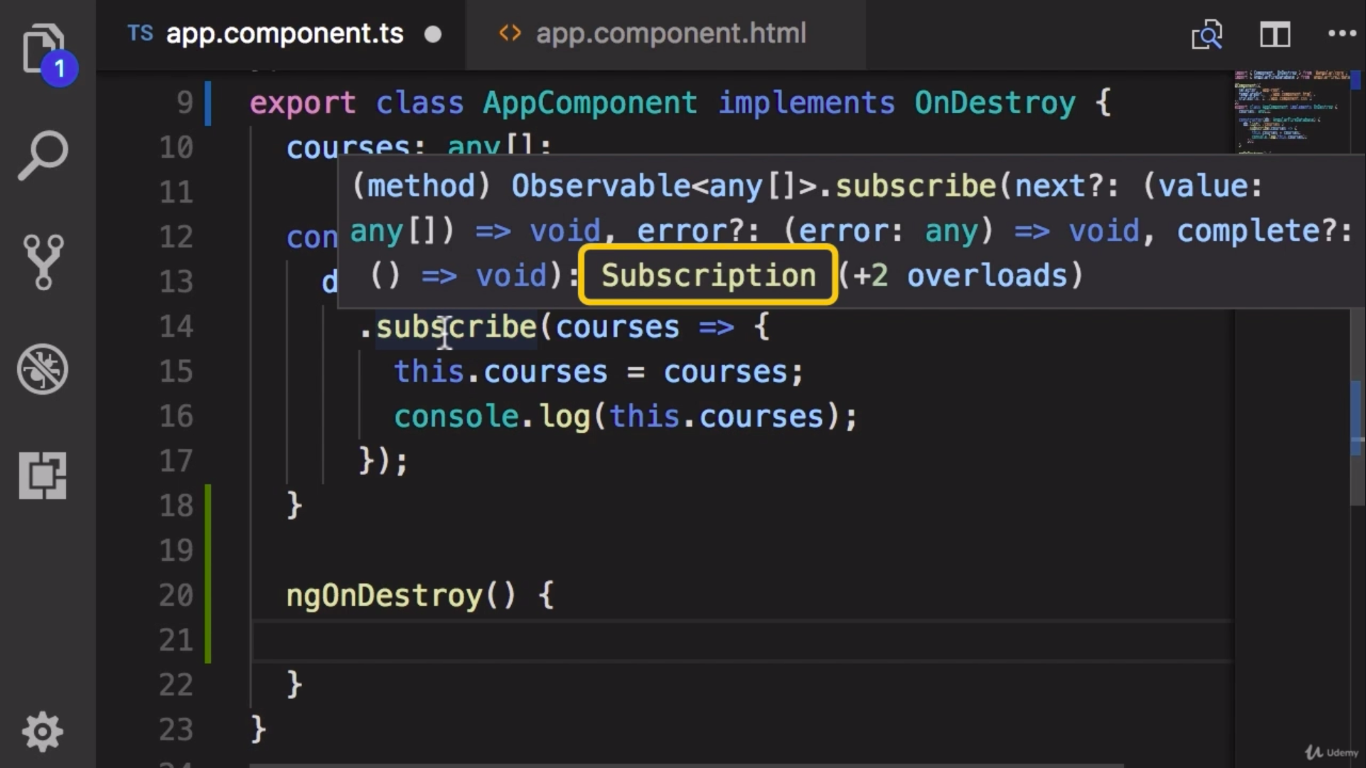 TS app.component.ts
<> app.component.html
1
9 export class AppComponent implements OnDestroy {
10 courses: any[];
(method) Observable<any[]>.subscribe(next?: (value:
any[]) => void, error?: (error: any) => void, complete?:
() => void): Subscription (+2 overloads)
11
12 con
13 d
14 .subscribe(courses => {
15 this.courses = courses;
16 console.log(this.courses);
17 });
18 }
19
20 ngOnDestroy() {
21
22 }
23 }
Udemy